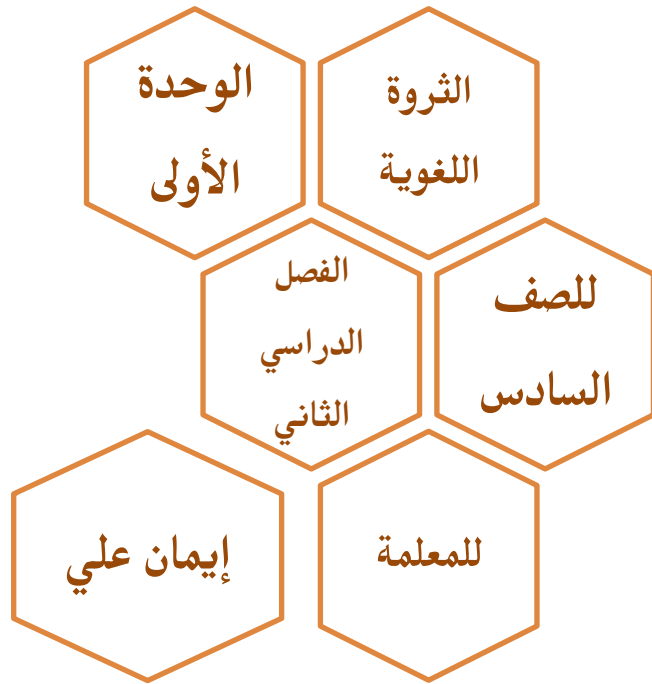 الثروة
اللغوية
الوحدة
الأولى
للصف
السادس
الفصل
الدراسي
الثاني
للمعلمة
إيمان علي